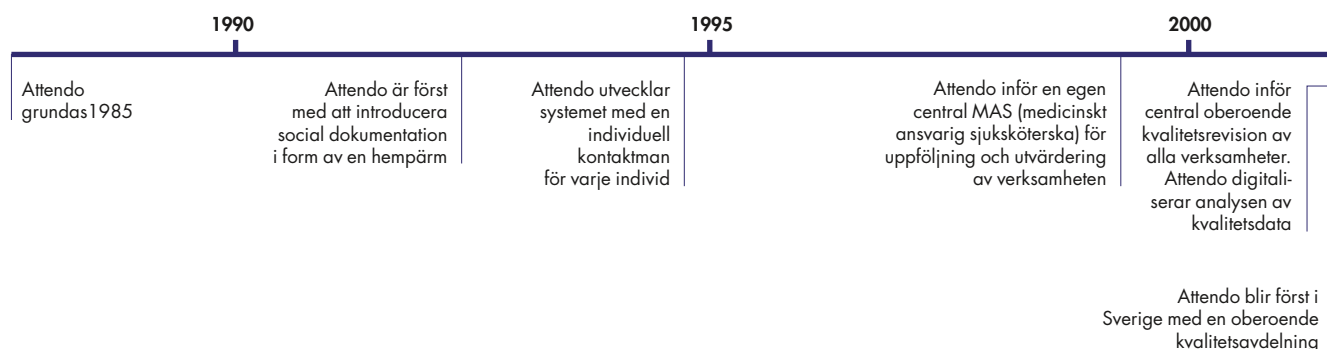 1990
1995
2000
Attendo
grundas1985
Attendo är först
med att introducera
social dokumentation
i form av en hempärm
Attendo utvecklar
systemet med en
individuell
kontaktman
för varje individ
Attendo inför en egen
central MAS (medicinskt
ansvarig sjuksköterska) för
uppföljning och utvärdering
av verksamheten
Attendo inför
central oberoende
kvalitetsrevision av
alla verksamheter.
Attendo digitali-
serar analysen av
kvalitetsdata
Attendo blir först i
Sverige med en oberoende
kvalitetsavdelning